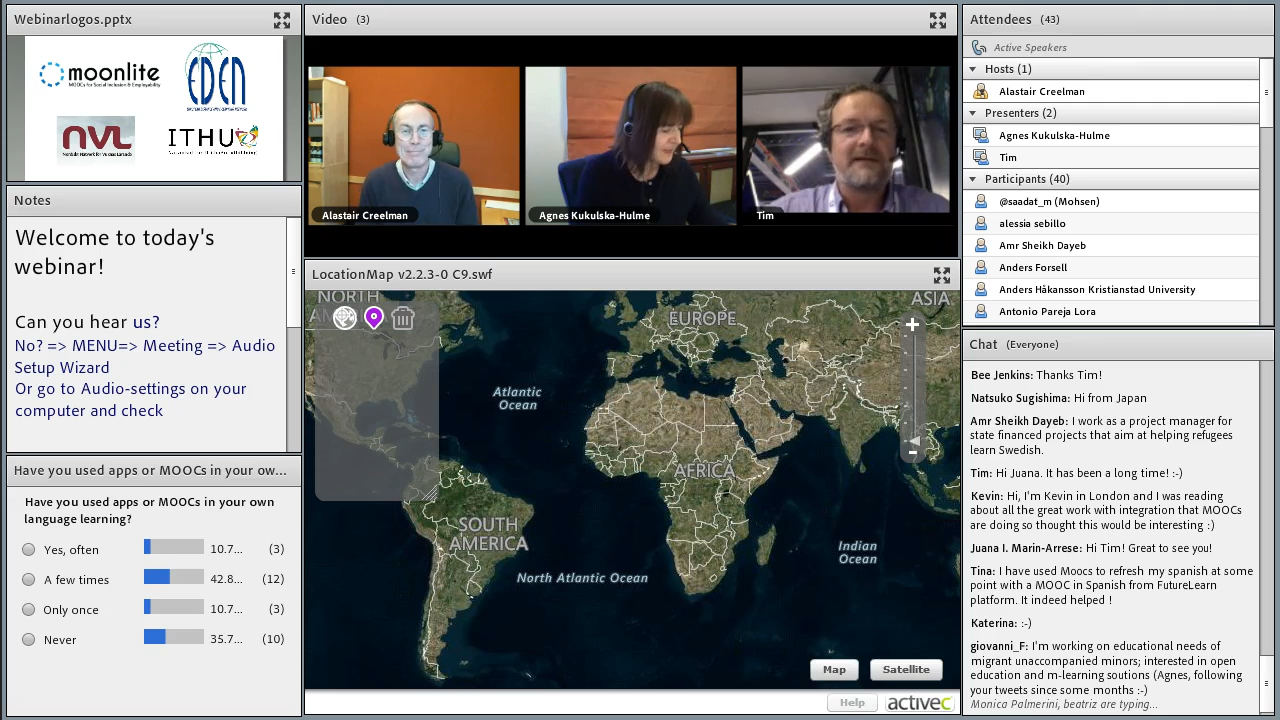 Webinarlogos.pptx
moonlite
MOOCs for Social Inclusion & Employability
EDEN
nvl
ITHU
Notes
Welcome to today's
webinar!
Can you hear us?
No? => MENU=> Meeting => Audio
Setup Wizard
Or go to Audio-settings on your
computer and check
Have you used apps or MOOCs in your ow...
Have you used apps or MOOCs in your own
language learning?
Yes, often 10.7... (3)
A few times 42.8... (12)
Only once 10.7... (3)
Never 35.7... (10)
Video (3)
Alastair Creelman
Agnes Kukulska-Hulme
Tim
LocationMap v2.2.3-0 C9.swf
NORTH
ASIA
EUROPE
Atlantic
Ocean
AFRICA
SOUTH
AMERICA
Indian
Ocean
North Atlantic Ocean
Map
Satellite
Help
activec
Attendees (43)
Active Speakers
Hosts (1)
Alastair Creelman
Presenters (2)
Agnes Kukulska-Hulme
Tim
Participants (40)
@saadat_m (Mohsen)
alessia sebillo
Amr Sheikh Dayeb
Anders Forsell
Anders Håkansson Kristianstad University
Antonio Pareja Lora
Chat (Everyone)
Bee Jenkins: Thanks Tim!
Natsuko Sugishima: Hi from Japan
Amr Sheikh Dayeb: I work as a project manager for
state financed projects that aim at helping refugees
learn Swedish.
Tim: Hi Juana. It has been a long time! :-)
Kevin: Hi, I'm Kevin in London and I was reading
about all the great work with integration that MOOCs
are doing so thought this would be interesting :)
Juana I. Marin-Arrese: Hi Tim! Great to see you!
Tina: I have used Moocs to refresh my spanish at some
point with a MOOC in Spanish from FutureLearn
platform. It indeed helped !
Katerina: :-)
giovanni_F: I'm working on educational needs of
migrant unaccompanied minors; interested in open
education and m-learning soutions (Agnes, following
your tweets since some months :-)
Monica Palmerini, beatriz are typing...